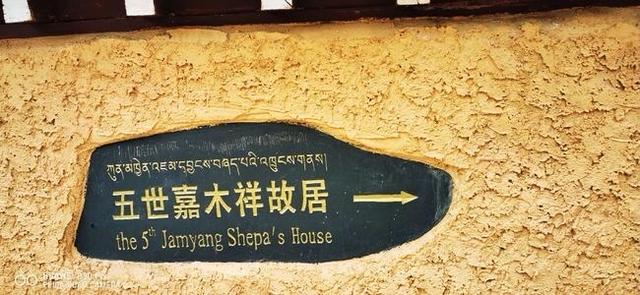 ཀུན་མཁྱེན་འཇམ་དབྱངས་བཞད་པའི་འཁྲུངས་གནས།
五世嘉木祥故居
the 5th Jamyang Shepa's House